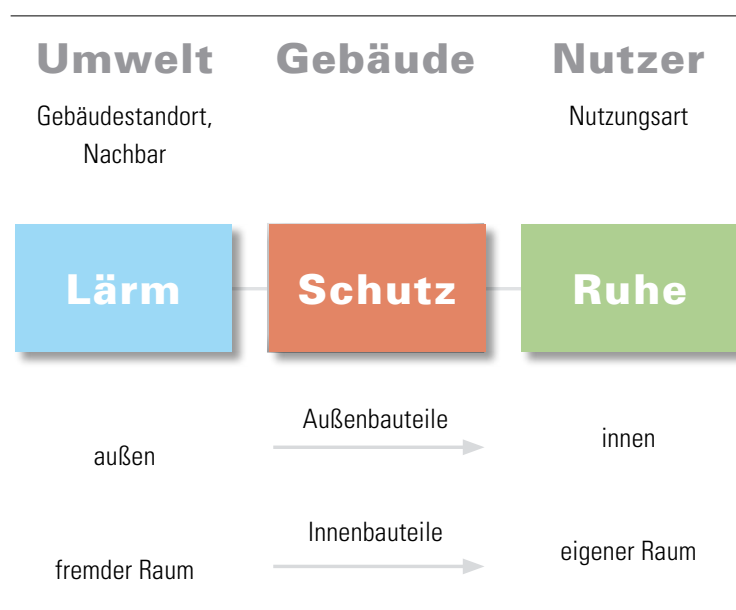 Umwelt Gebäude Nutzer
Gebäudestandort, Nutzungsart
Nachbar
Lärm Schutz Ruhe
Außenbauteile
außen innen
Innenbauteile
fremder Raum eigener Raum